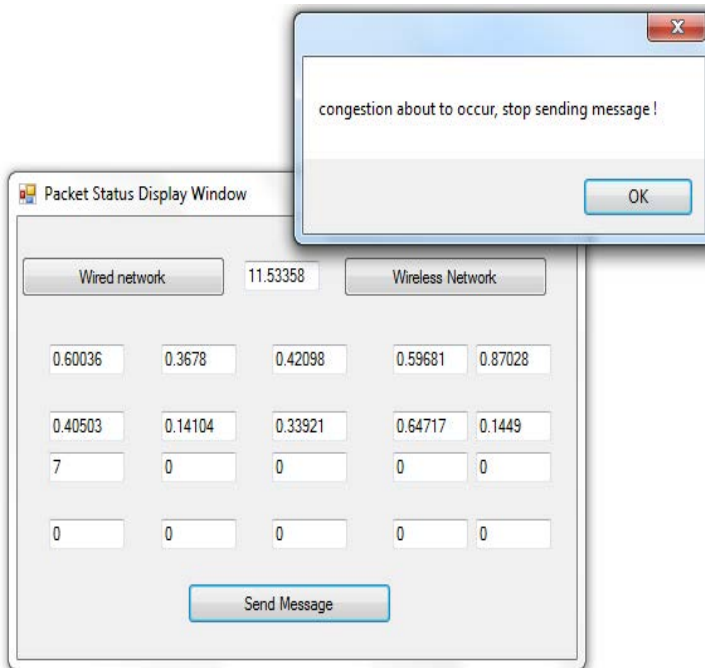 X
congestion about to occur, stop sending message !
OK
Packet Status Display Window
Wired network 11.53358 Wireless Network
0.60036 0.3678 0.42098 0.59681 0.87028
0.40503 0.14104 0.33921 0.64717 0.1449
7 0 0 0 0
0 0 0 0 0
Send Message